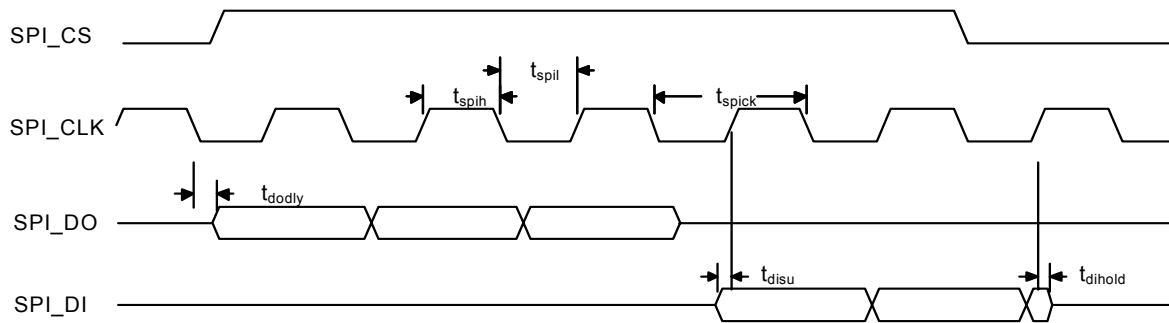 SPI_CS
t_spil
t_spih
t_spick
SPI_CLK
t_dodly
SPI_DO
t_disu
t_dihold
SPI_DI